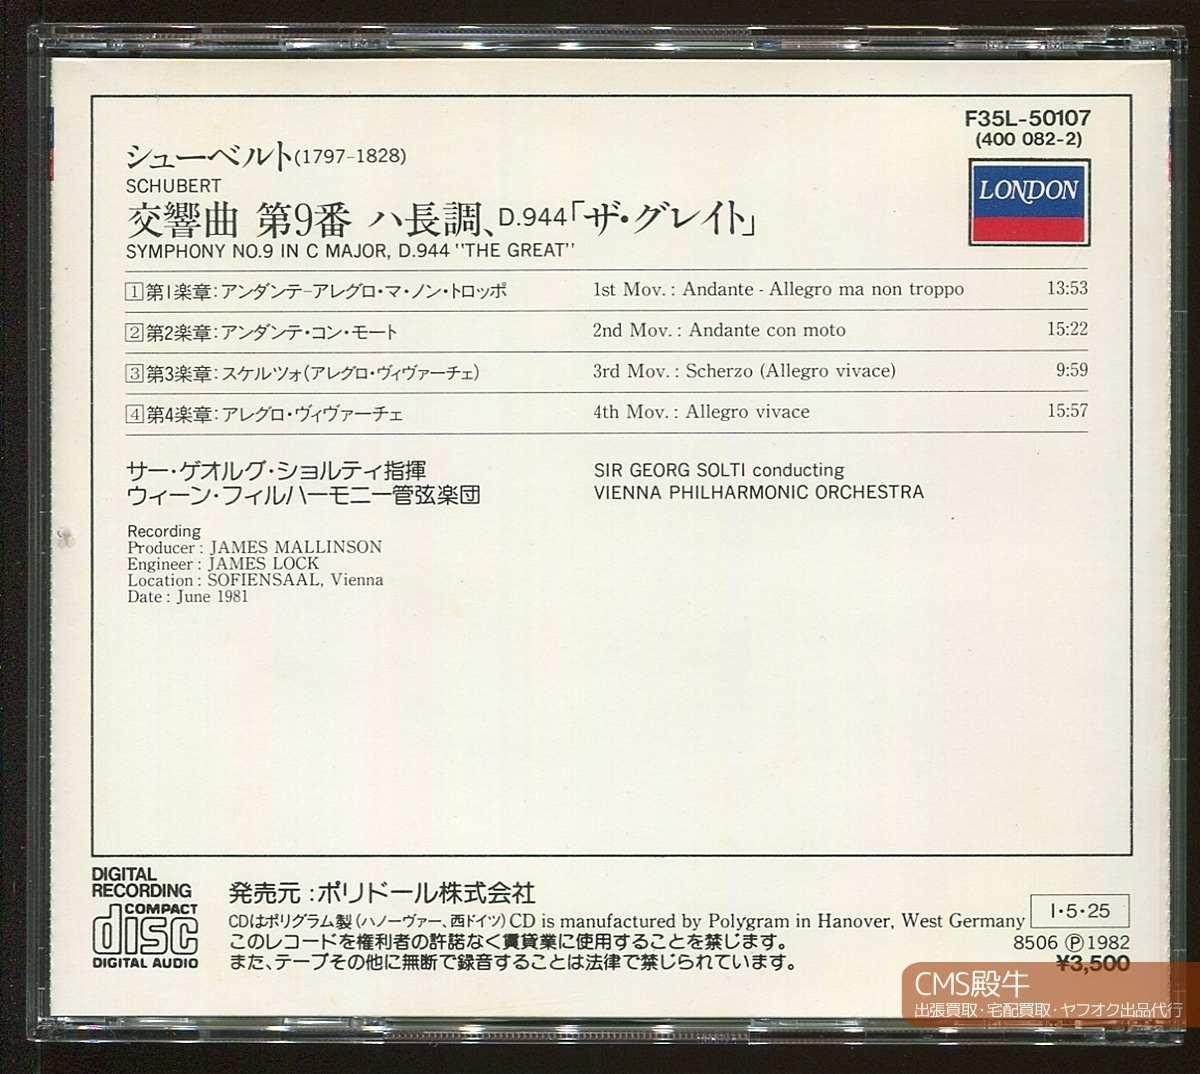 F35L-50107
(400 082-2)
LONDON
シューベルト(1797-1828)
SCHUBERT
交響曲 第9番 ハ長調、D.944「ザ・グレイト」
SYMPHONY NO.9 IN C MAJOR, D.944 "THE GREAT"
1 第1楽章:アンダンテ–アレグロ・マ・ノン・トロッポ 1st Mov.: Andante - Allegro ma non troppo 13:53
2 第2楽章:アンダンテ・コン・モート 2nd Mov.: Andante con moto 15:22
3 第3楽章:スケルツォ(アレグロ・ヴィヴァーチェ) 3rd Mov.: Scherzo (Allegro vivace) 9:59
4 第4楽章:アレグロ・ヴィヴァーチェ 4th Mov.: Allegro vivace 15:57
サー・ゲオルグ・ショルティ指揮 SIR GEORG SOLTI conducting
ウィーン・フィルハーモニー管弦楽団 VIENNA PHILHARMONIC ORCHESTRA
Recording
Producer: JAMES MALLINSON
Engineer: JAMES LOCK
Location: SOFIENSAAL, Vienna
Date: June 1981
DIGITAL
RECORDING
COMPACT
disc
DIGITAL AUDIO
発売元:ポリドール株式会社
CDはポリグラム製(ハノーヴァー、西ドイツ) CD is manufactured by Polygram in Hanover, West Germany
このレコードを権利者の許諾なく賃貸業に使用することを禁じます。
また、テープその他に無断で録音することは法律で禁じられています。
I・5・25
8506 Ⓟ1982
¥3,500
CMS殿牛
出張買取・宅配買取・ヤフオク出品代行